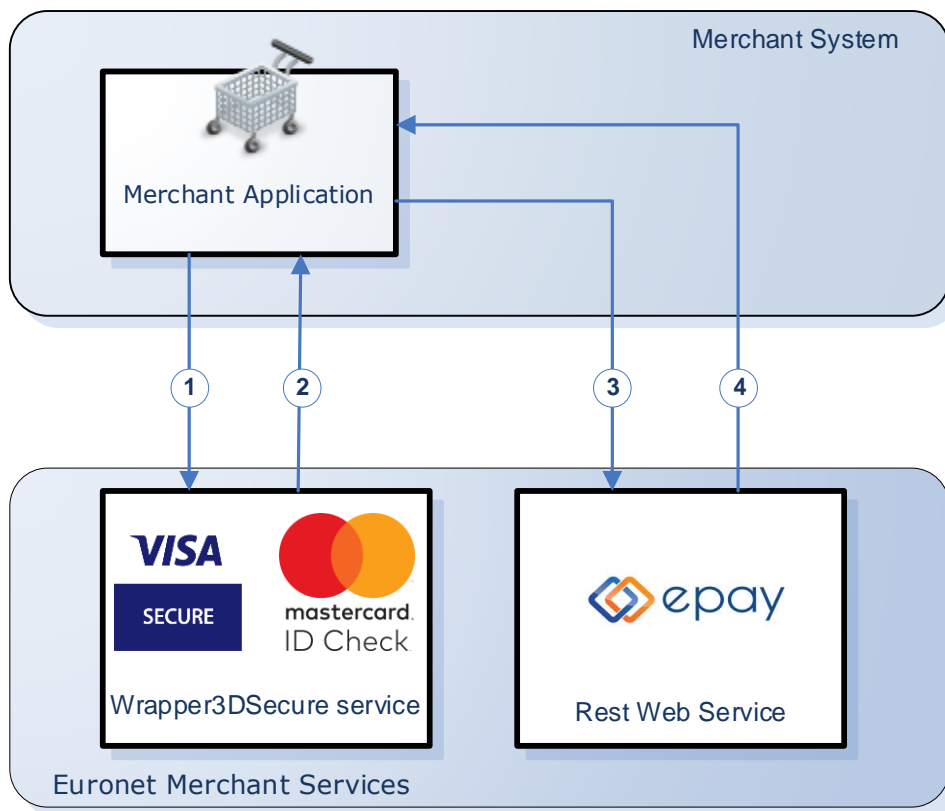 Merchant System
Merchant Application
1
2
3
4
VISA
SECURE
mastercard.
ID Check
epay
Wrapper3DSecure service
Rest Web Service
Euronet Merchant Services